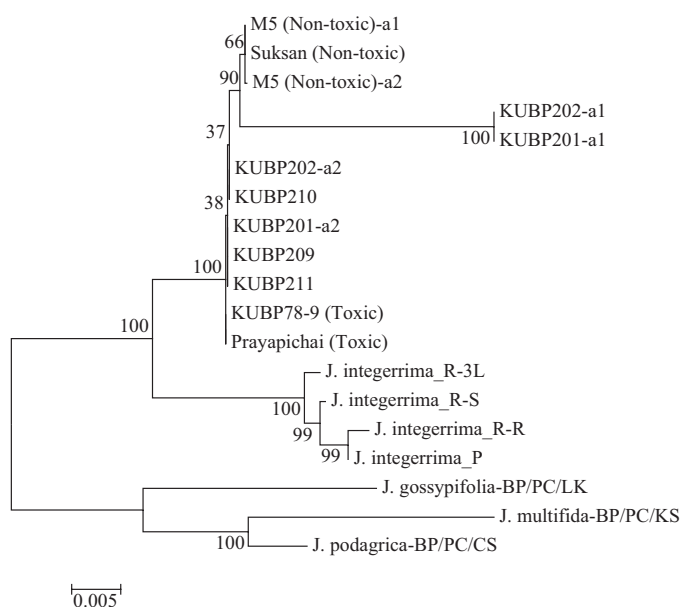 M5 (Non-toxic)-a1
66
Suksan (Non-toxic)
90
M5 (Non-toxic)-a2
KUBP202-a1
100
KUBP201-a1
37
KUBP202-a2
KUBP210
38
KUBP201-a2
KUBP209
100
KUBP211
KUBP78-9 (Toxic)
100
Prayapichai (Toxic)
J. integerrima_R-3L
100
J. integerrima_R-S
99
J. integerrima_R-R
99
J. integerrima_P
J. gossypifolia-BP/PC/LK
J. multifida-BP/PC/KS
100
J. podagrica-BP/PC/CS
0.005